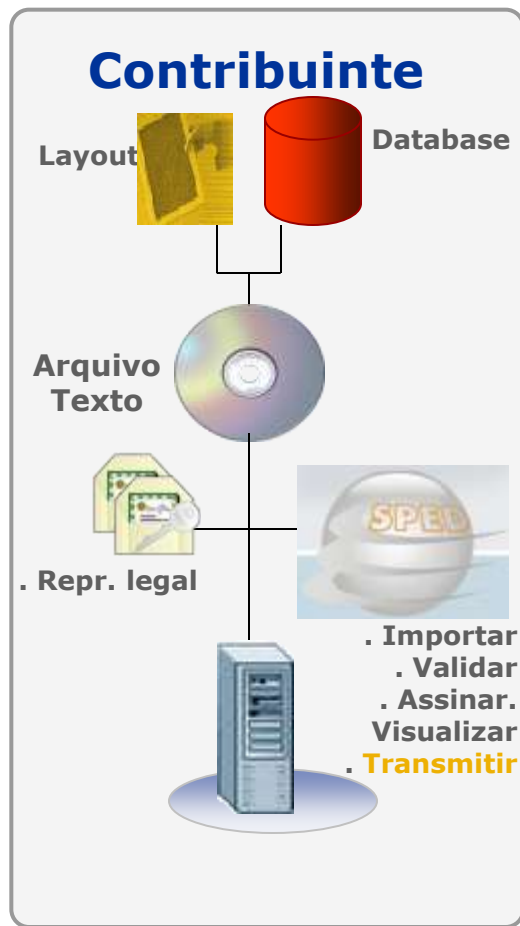 Contribuinte
Layout
Database
Arquivo
Texto
SPED
. Repr. legal
. Importar
. Validar
. Assinar.
Visualizar
. Transmitir